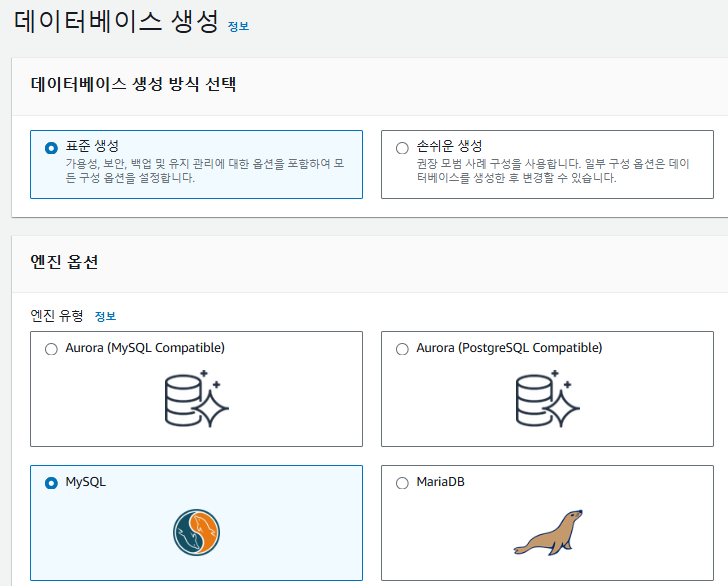 데이터베이스 생성 정보
데이터베이스 생성 방식 선택
표준 생성
가용성, 보안, 백업 및 유지 관리에 대한 옵션을 포함하여 모
든 구성 옵션을 설정합니다.
손쉬운 생성
권장 모범 사례 구성을 사용합니다. 일부 구성 옵션은 데이
터베이스를 생성한 후 변경할 수 있습니다.
엔진 옵션
엔진 유형 정보
Aurora (MySQL Compatible)
Aurora (PostgreSQL Compatible)
MySQL
MariaDB